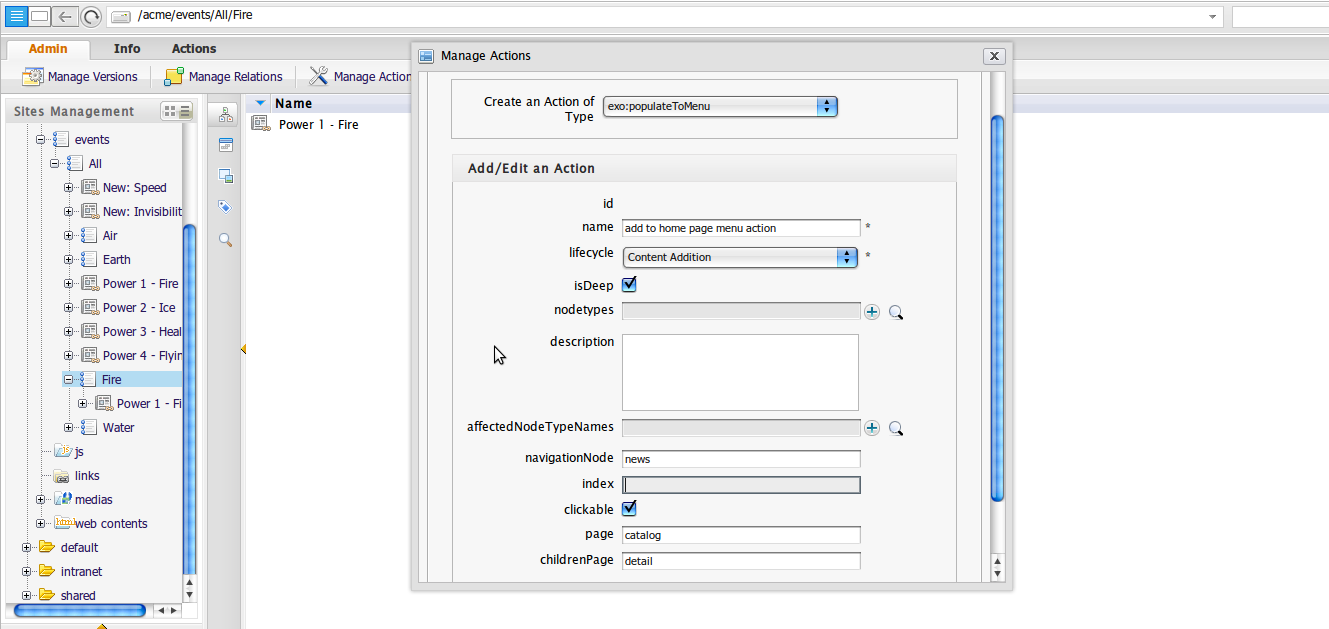 /acme/events/All/Fire
Admin Info Actions
Manage Versions Manage Relations Manage Action
Sites Management
events
All
New: Speed
New: Invisibilit
Air
Earth
Power 1 - Fire
Power 2 - Ice
Power 3 - Heal
Power 4 - Flyin
Fire
Power 1 - Fi
Water
js
links
medias
web contents
default
intranet
shared
Name
Power 1 - Fire
Manage Actions
X
Create an Action of Type
exo:populateToMenu
Add/Edit an Action
id
name add to home page menu action *
lifecycle Content Addition *
isDeep
nodetypes
description
affectedNodeTypeNames
navigationNode news
index
clickable
page catalog
childrenPage detail